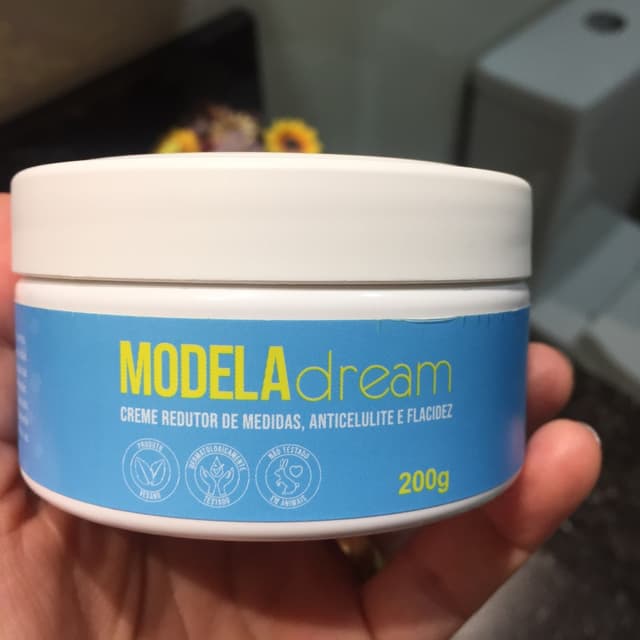 MODELA dream
CREME REDUTOR DE MEDIDAS, ANTICELULITE E FLACIDEZ
PRODUTO VEGANO
DERMATOLOGICAMENTE TESTADO
NÃO TESTADO EM ANIMAIS
200g